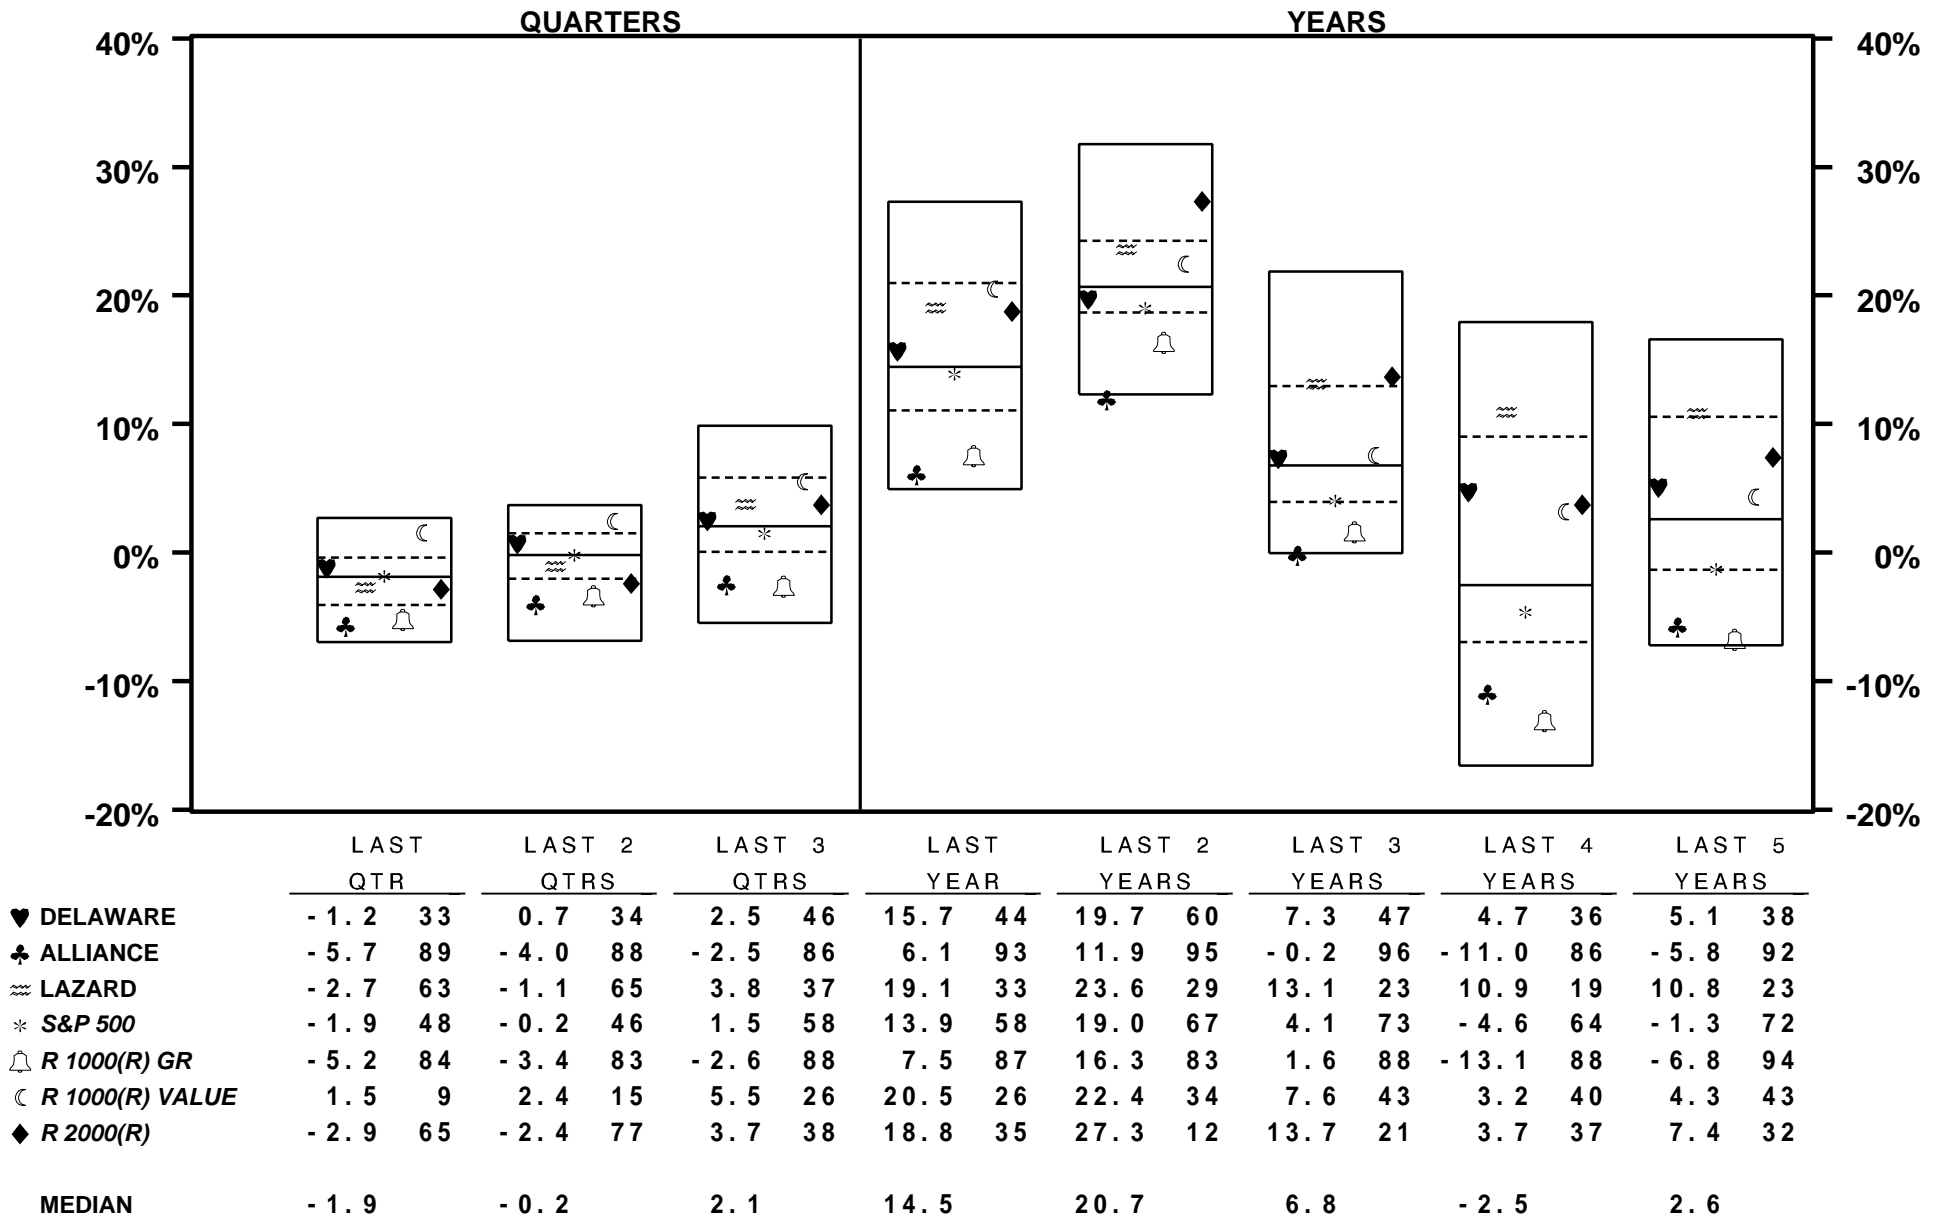 QUARTERS YEARS
40% 40%
30% 30%
20% 20%
10% 10%
0% 0%
-10% -10%
-20% -20%
LAST LAST 2 LAST 3 LAST LAST 2 LAST 3 LAST 4 LAST 5
QTR QTRS QTRS YEAR YEARS YEARS YEARS YEARS
♥ DELAWARE -1.2 33 0.7 34 2.5 46 15.7 44 19.7 60 7.3 47 4.7 36 5.1 38
♣ ALLIANCE -5.7 89 -4.0 88 -2.5 86 6.1 93 11.9 95 -0.2 96 -11.0 86 -5.8 92
LAZARD -2.7 63 -1.1 65 3.8 37 19.1 33 23.6 29 13.1 23 10.9 19 10.8 23
* S&P 500 -1.9 48 -0.2 46 1.5 58 13.9 58 19.0 67 4.1 73 -4.6 64 -1.3 72
R 1000(R) GR -5.2 84 -3.4 83 -2.6 88 7.5 87 16.3 83 1.6 88 -13.1 88 -6.8 94
R 1000(R) VALUE 1.5 9 2.4 15 5.5 26 20.5 26 22.4 34 7.6 43 3.2 40 4.3 43
♦ R 2000(R) -2.9 65 -2.4 77 3.7 38 18.8 35 27.3 12 13.7 21 3.7 37 7.4 32
MEDIAN -1.9 -0.2 2.1 14.5 20.7 6.8 -2.5 2.6